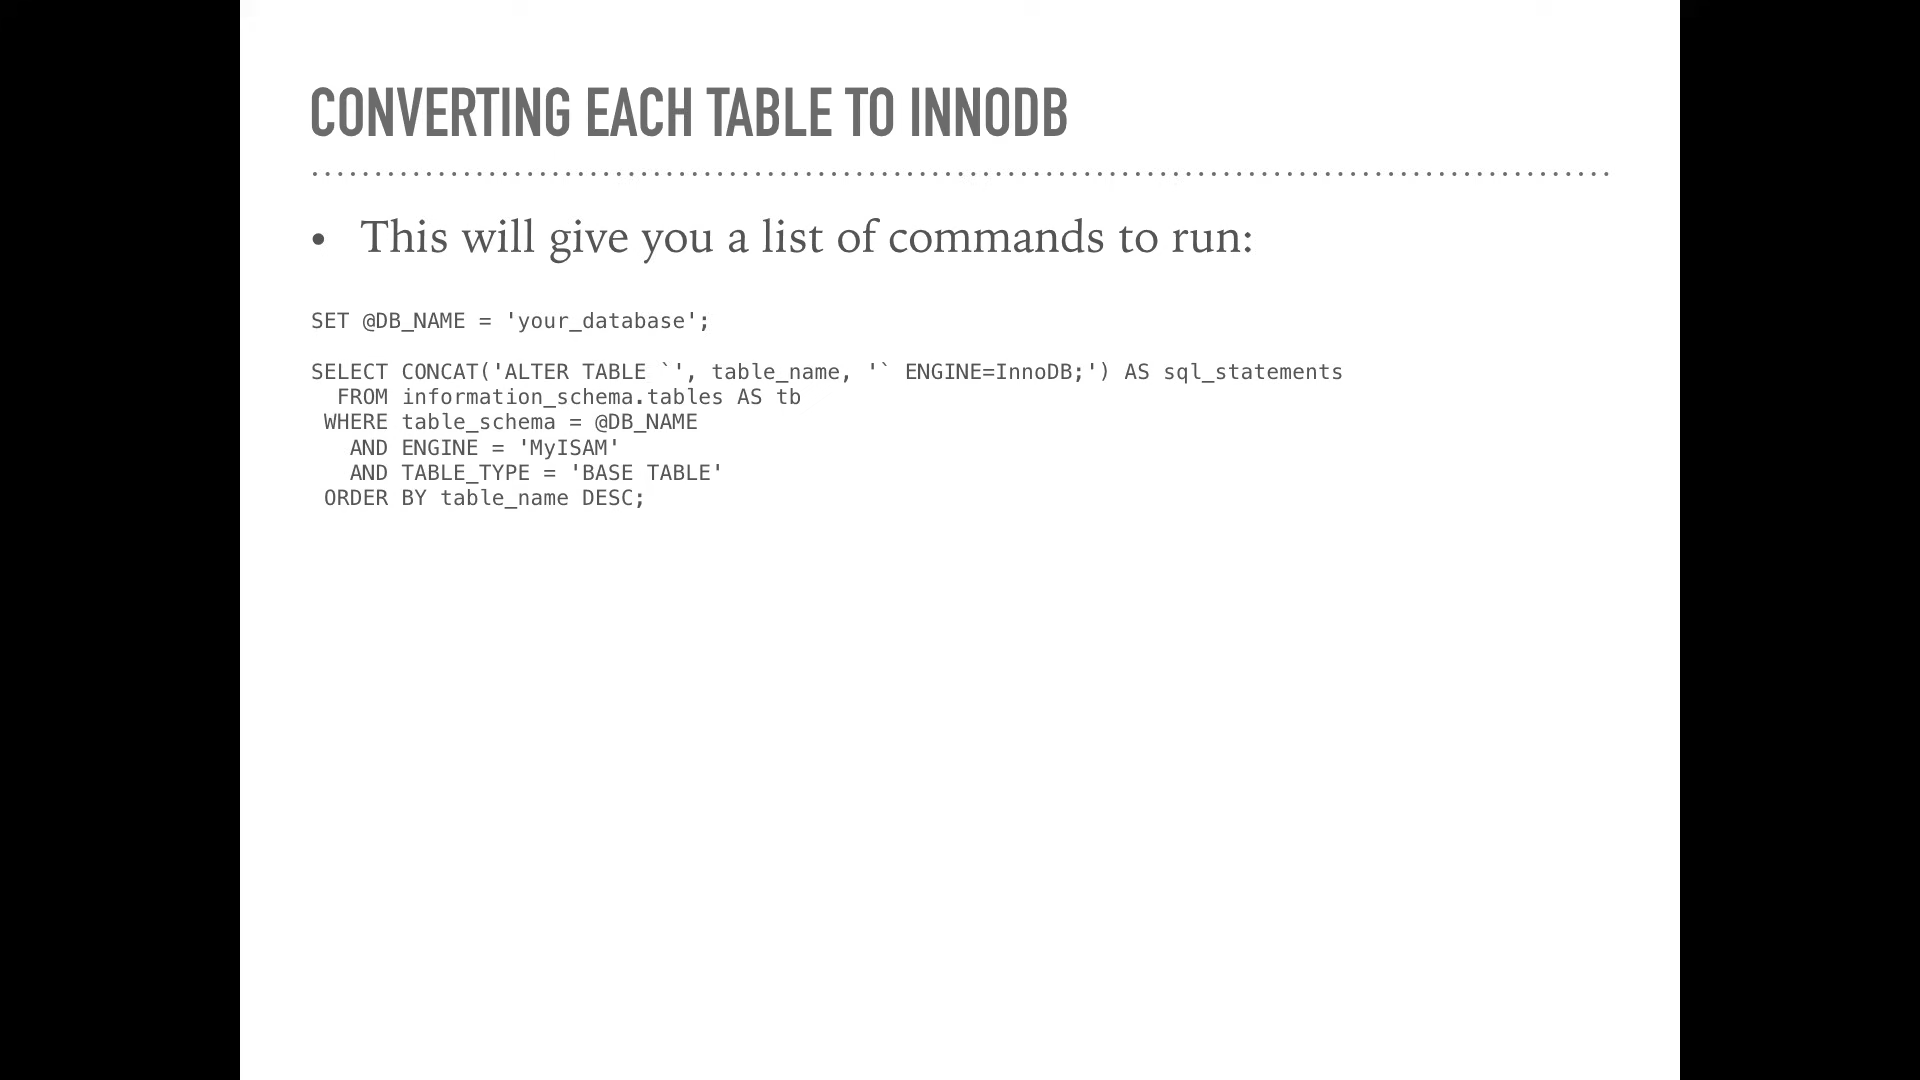 CONVERTING EACH TABLE TO INNODB
• This will give you a list of commands to run:
SET @DB_NAME = 'your_database';
SELECT CONCAT('ALTER TABLE `', table_name, '` ENGINE=InnoDB;') AS sql_statements
FROM information_schema.tables AS tb
WHERE table_schema = @DB_NAME
AND ENGINE = 'MyISAM'
AND TABLE_TYPE = 'BASE TABLE'
ORDER BY table_name DESC;